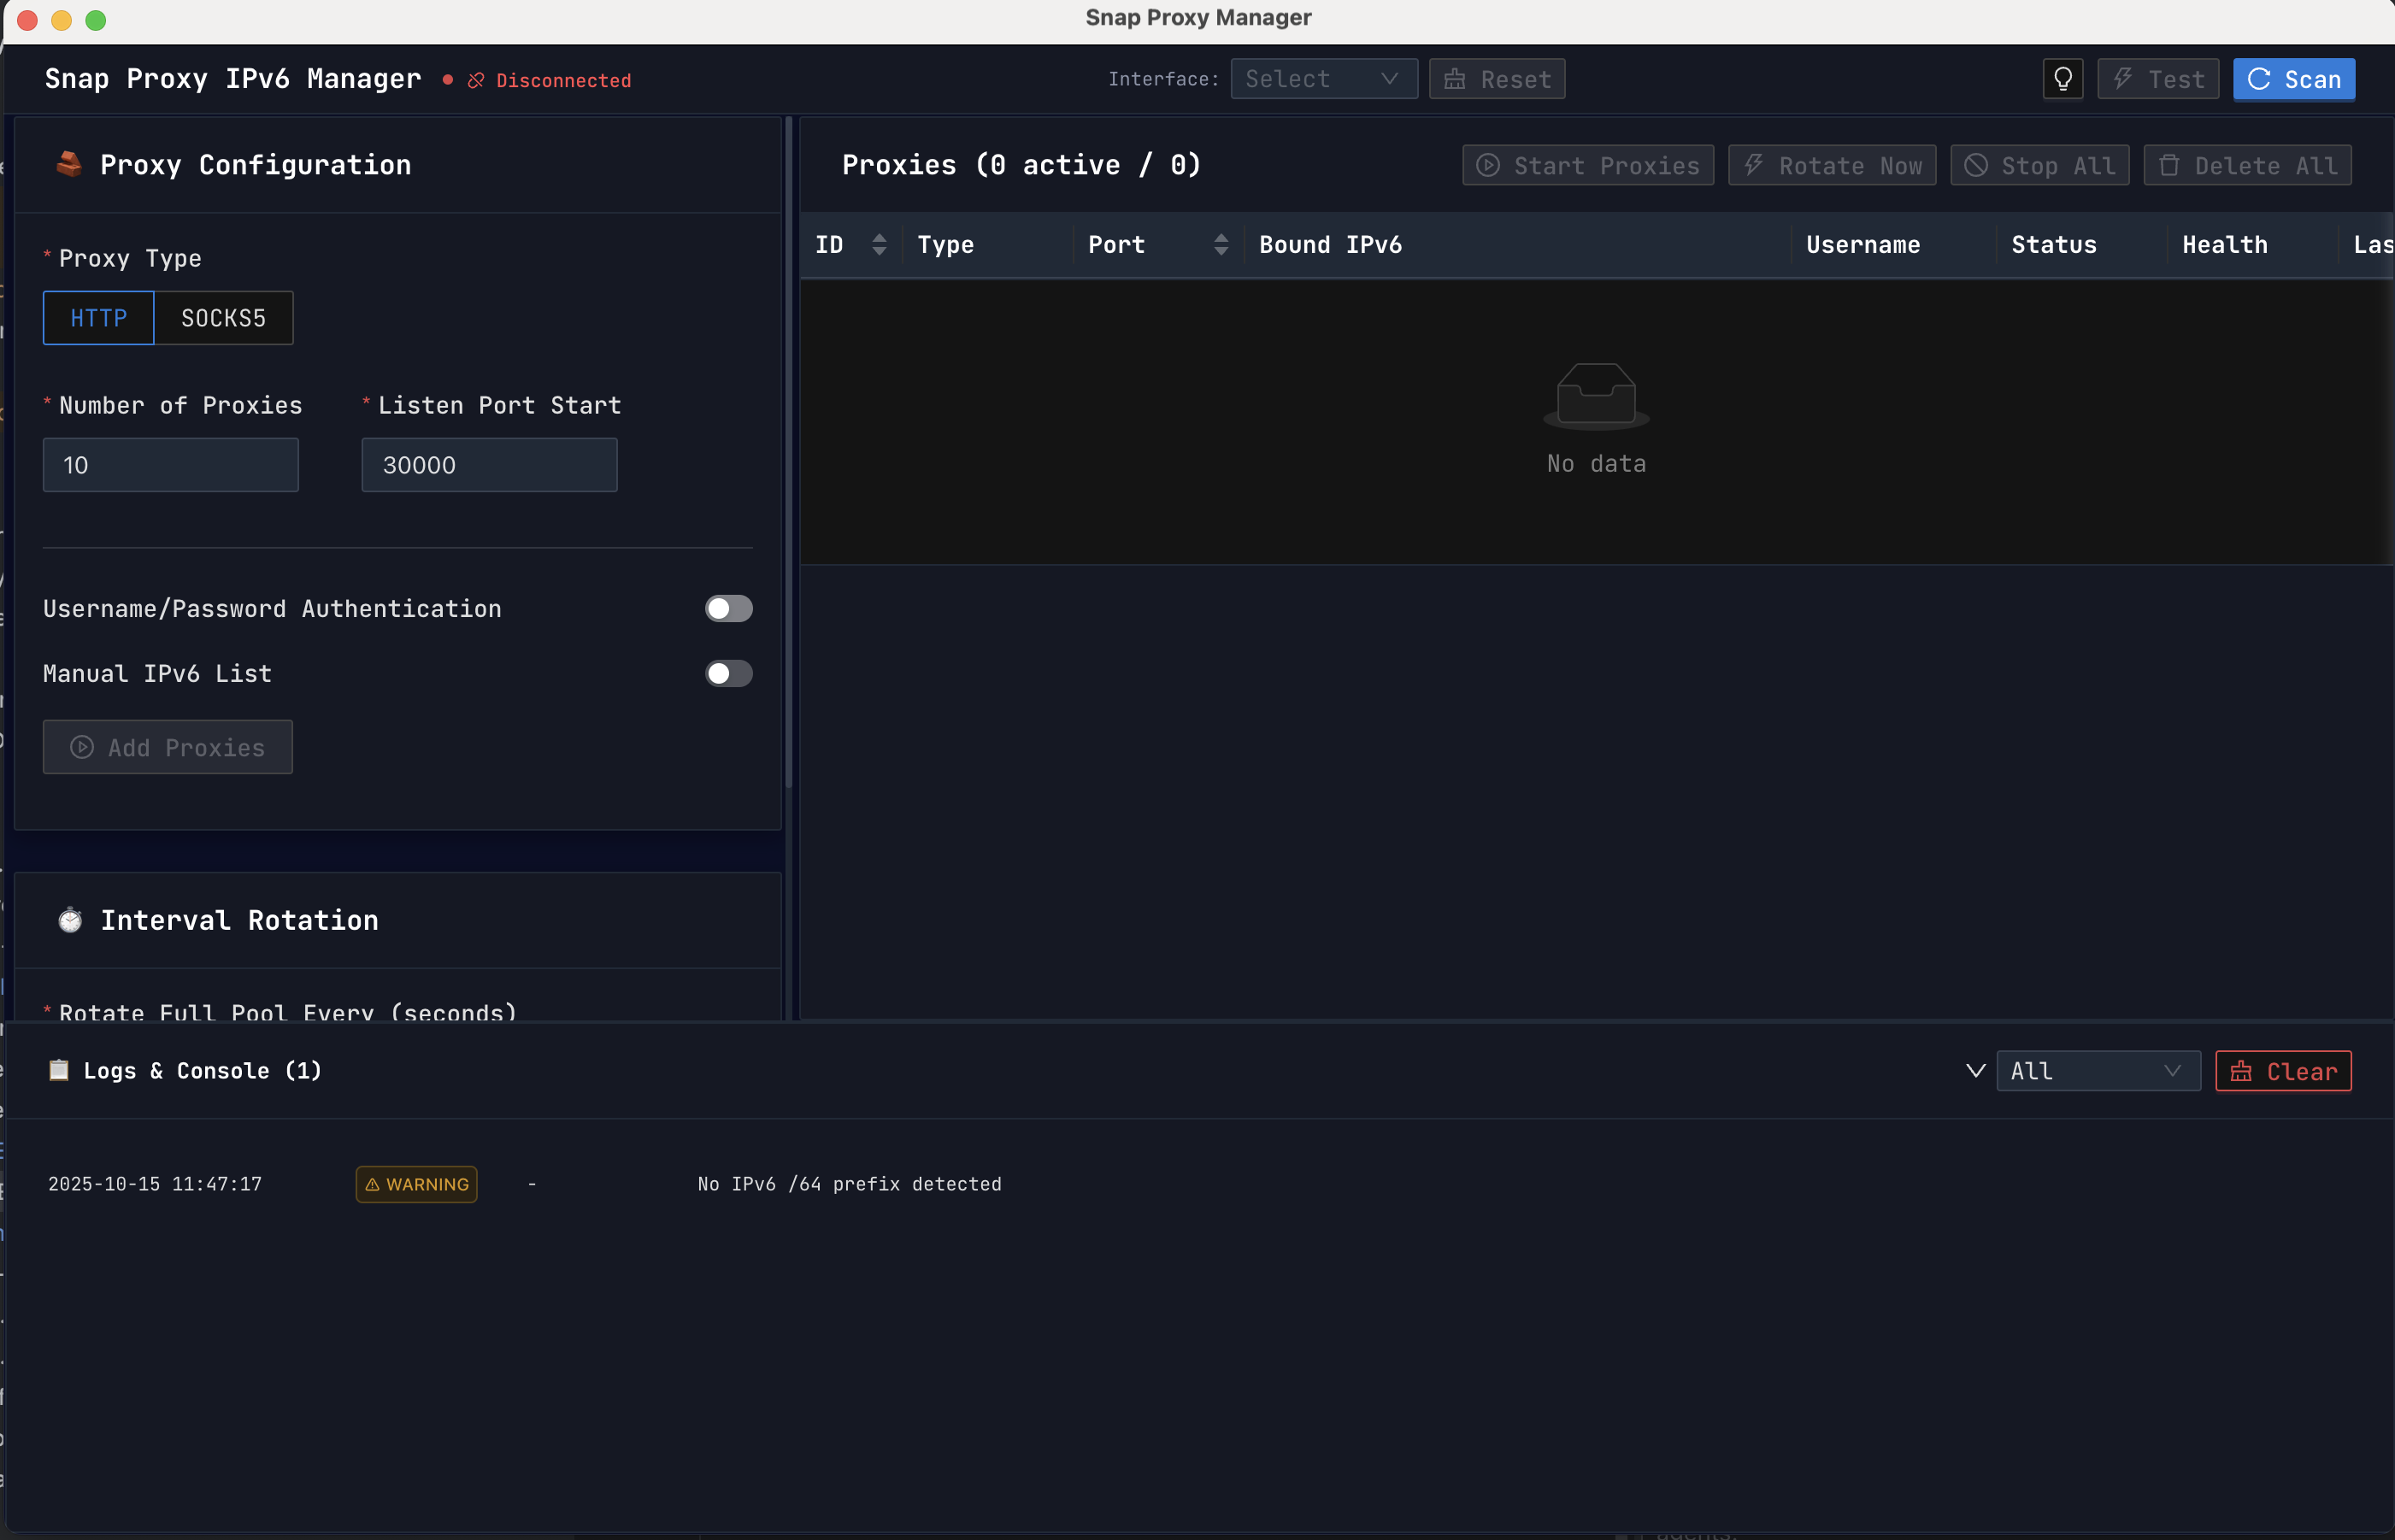 Snap Proxy Manager
Snap Proxy IPv6 Manager Disconnected
Interface: Select Reset
Test Scan
Proxy Configuration
* Proxy Type
HTTP SOCKS5
* Number of Proxies * Listen Port Start
10 30000
Username/Password Authentication
Manual IPv6 List
Add Proxies
Interval Rotation
* Rotate Full Pool Every (seconds)
Proxies (0 active / 0)
Start Proxies Rotate Now Stop All Delete All
ID Type Port Bound IPv6 Username Status Health Las
No data
Logs & Console (1)
All Clear
2025-10-15 11:47:17 WARNING - No IPv6 /64 prefix detected